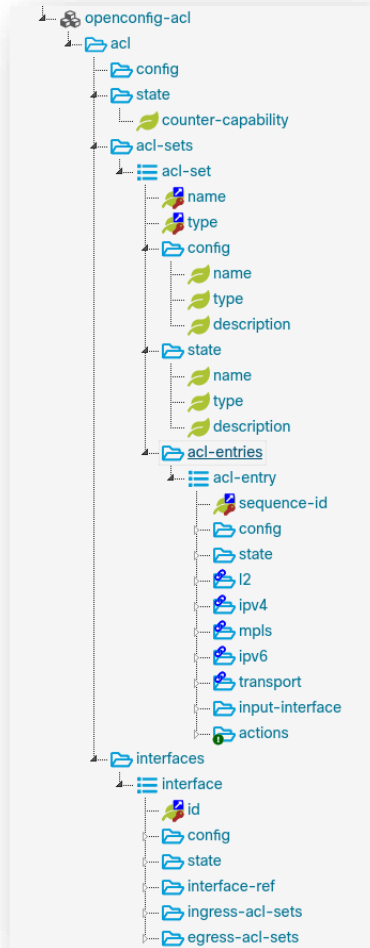 openconfig-acl
acl
config
state
counter-capability
acl-sets
acl-set
name
type
config
name
type
description
state
name
type
description
acl-entries
acl-entry
sequence-id
config
state
l2
ipv4
mpls
ipv6
transport
input-interface
actions
interfaces
interface
id
config
state
interface-ref
ingress-acl-sets
egress-acl-sets